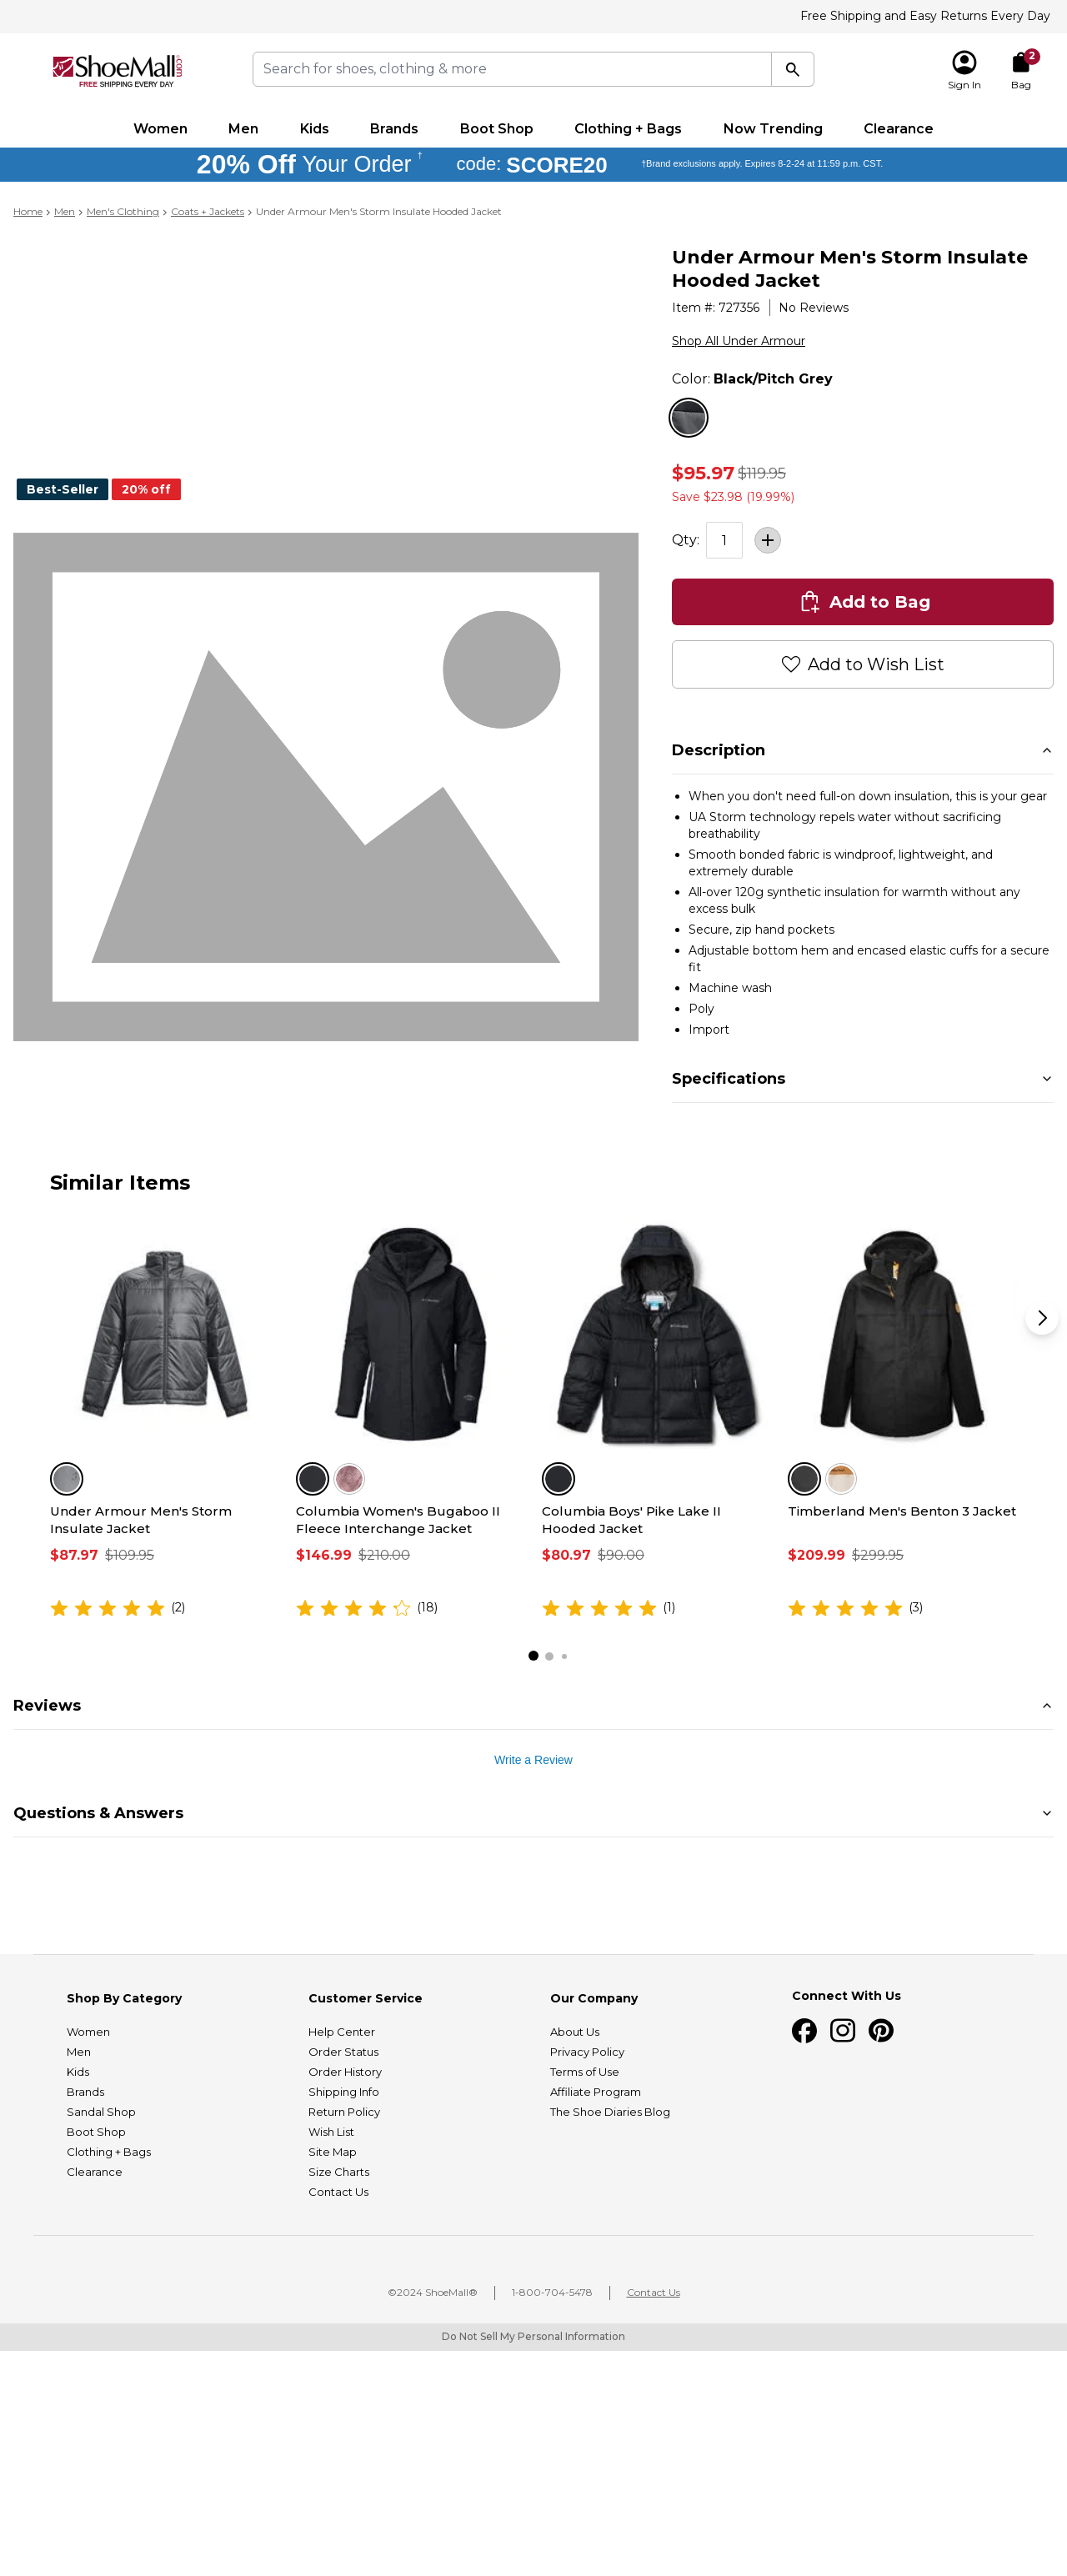 Free Shipping and Easy Returns Every Day
ShoeMall.com
FREE SHIPPING EVERY DAY
Search for shoes, clothing & more
Sign In
2
Bag
Women Men Kids Brands Boot Shop Clothing + Bags Now Trending Clearance
20% Off Your Order † code: SCORE20 †Brand exclusions apply. Expires 8-2-24 at 11:59 p.m. CST.
Home > Men > Men's Clothing > Coats + Jackets > Under Armour Men's Storm Insulate Hooded Jacket
Best-Seller 20% off
Under Armour Men's Storm Insulate
Hooded Jacket
Item #: 727356 | No Reviews
Shop All Under Armour
Color: Black/Pitch Grey
$95.97 $119.95
Save $23.98 (19.99%)
Qty: 1
Add to Bag
Add to Wish List
Description
• When you don't need full-on down insulation, this is your gear
• UA Storm technology repels water without sacrificing
breathability
• Smooth bonded fabric is windproof, lightweight, and
extremely durable
• All-over 120g synthetic insulation for warmth without any
excess bulk
• Secure, zip hand pockets
• Adjustable bottom hem and encased elastic cuffs for a secure
fit
• Machine wash
• Poly
• Import
Specifications
Similar Items
Under Armour Men's Storm
Insulate Jacket
$87.97 $109.95
(2)
Columbia Women's Bugaboo II
Fleece Interchange Jacket
$146.99 $210.00
(18)
Columbia Boys' Pike Lake II
Hooded Jacket
$80.97 $90.00
(1)
Timberland Men's Benton 3 Jacket
$209.99 $299.95
(3)
Reviews
Write a Review
Questions & Answers
Shop By Category
Women
Men
Kids
Brands
Sandal Shop
Boot Shop
Clothing + Bags
Clearance
Customer Service
Help Center
Order Status
Order History
Shipping Info
Return Policy
Wish List
Site Map
Size Charts
Contact Us
Our Company
About Us
Privacy Policy
Terms of Use
Affiliate Program
The Shoe Diaries Blog
Connect With Us
©2024 ShoeMall® | 1-800-704-5478 | Contact Us
Do Not Sell My Personal Information